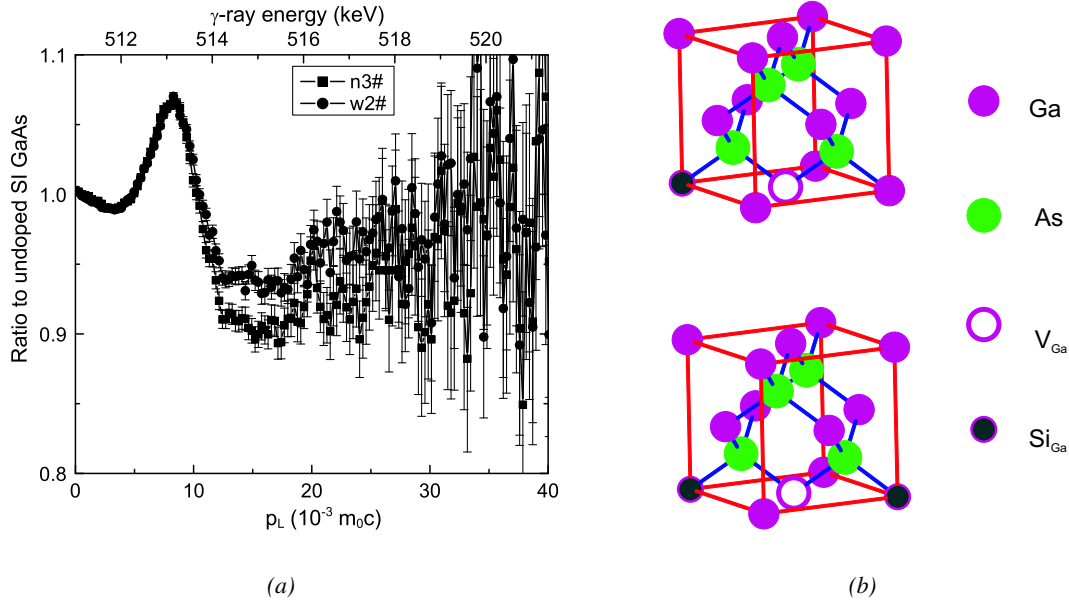 γ-ray energy (keV)
512 514 516 518 520
1.1
1.0
0.9
0.8
Ratio to undoped SI GaAs
n3#
w2#
0 10 20 30 40
p_L (10⁻³ m₀c)
(a)
Ga
As
V_Ga
Si_Ga
(b)